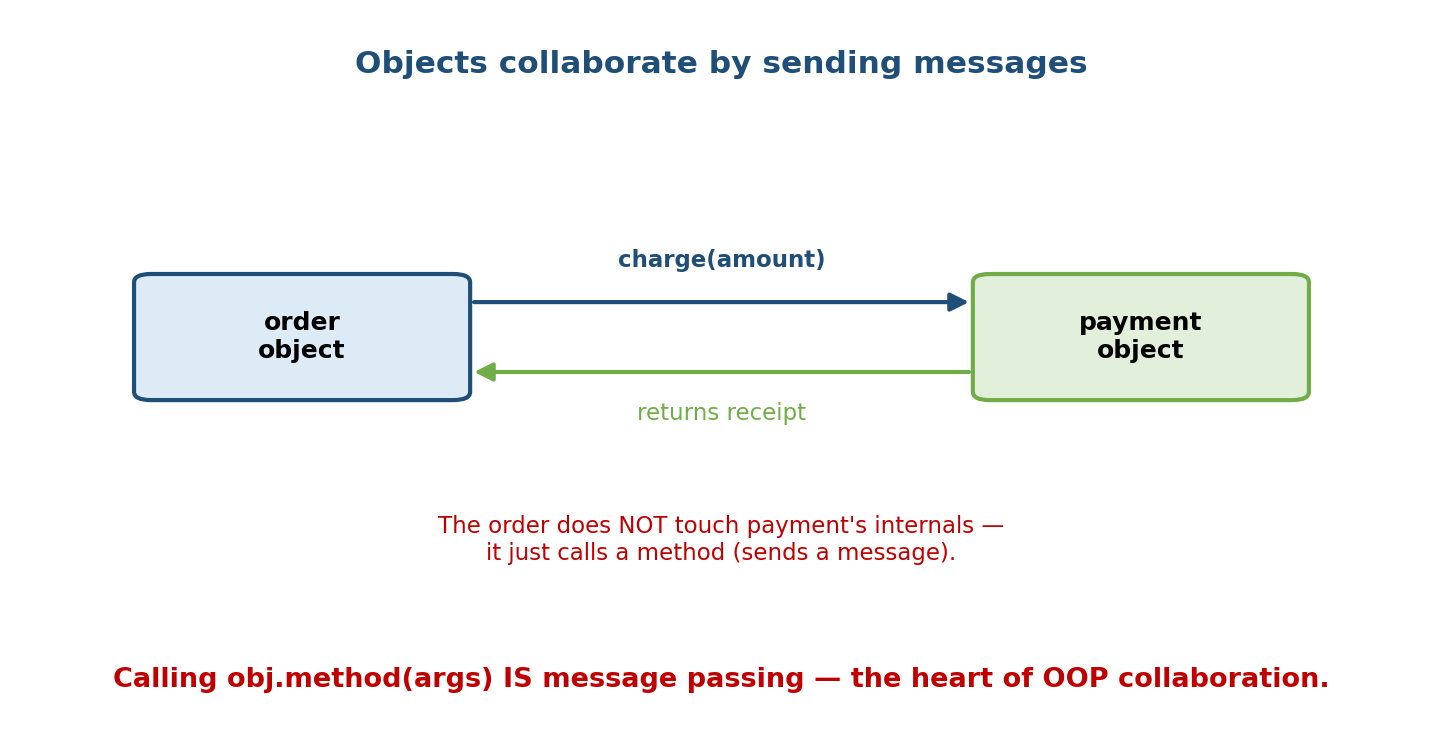 Objects collaborate by sending messages
charge(amount)
order
object
payment
object
returns receipt
The order does NOT touch payment's internals —
it just calls a method (sends a message).
Calling obj.method(args) IS message passing — the heart of OOP collaboration.